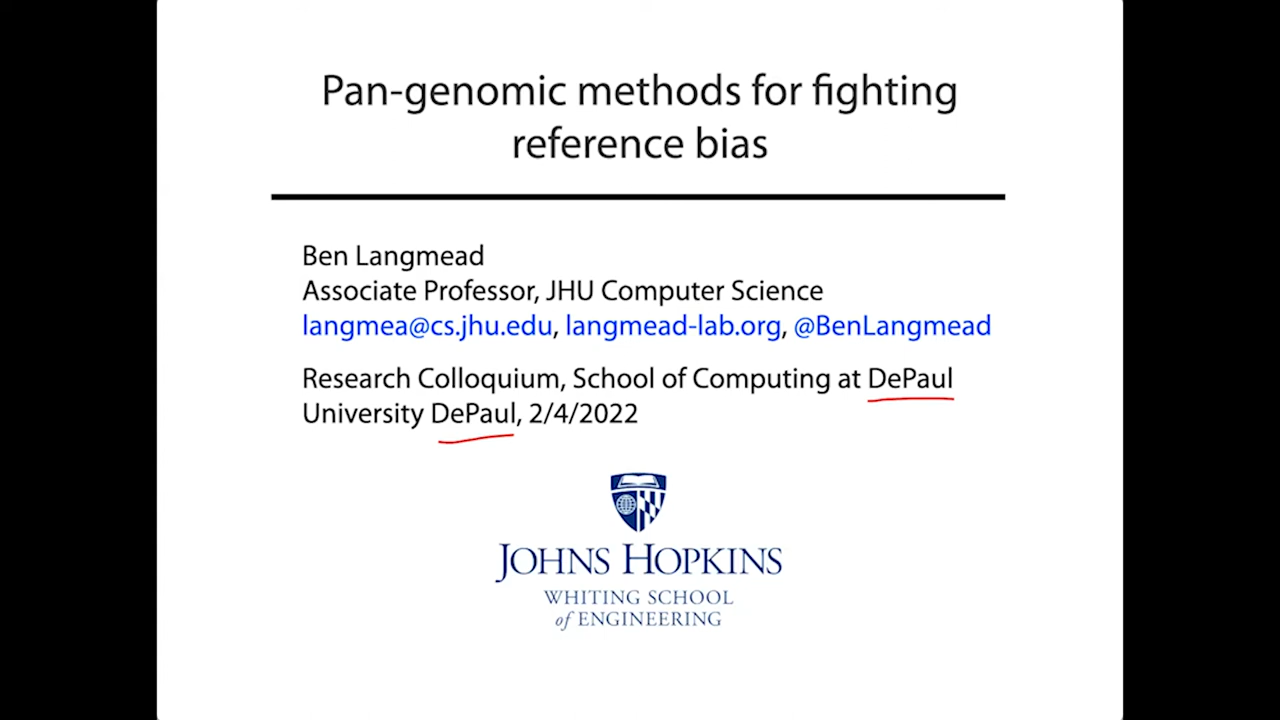 Pan-genomic methods for fighting
reference bias
Ben Langmead
Associate Professor, JHU Computer Science
langmea@cs.jhu.edu, langmead-lab.org, @BenLangmead
Research Colloquium, School of Computing at DePaul
University DePaul, 2/4/2022
JOHNS HOPKINS
WHITING SCHOOL
of ENGINEERING